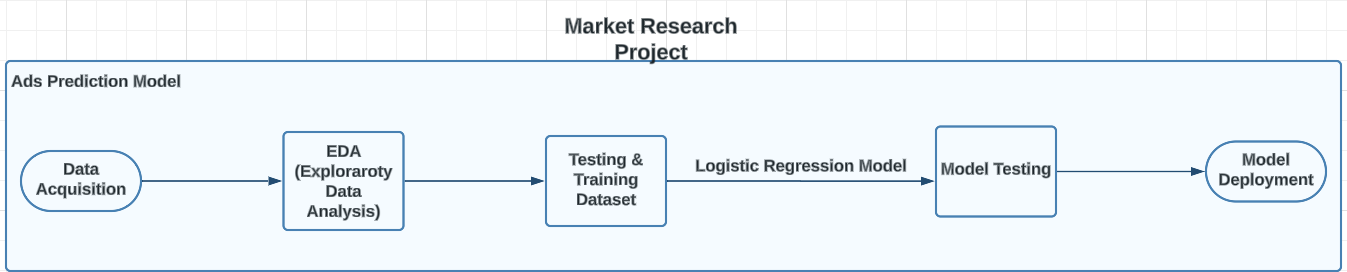 Market Research
Project
Ads Prediction Model
Data
Acquisition
EDA
(Exploraroty
Data
Analysis)
Testing &
Training
Dataset
Logistic Regression Model
Model Testing
Model
Deployment